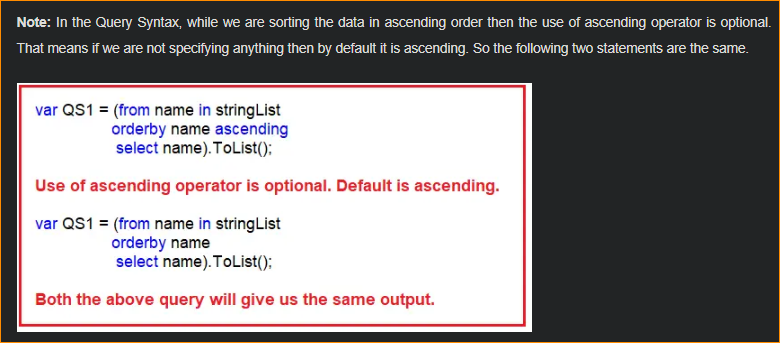 Note: In the Query Syntax, while we are sorting the data in ascending order then the use of ascending operator is optional.
That means if we are not specifying anything then by default it is ascending. So the following two statements are the same.
var QS1 = (from name in stringList
orderby name ascending
select name).ToList();
Use of ascending operator is optional. Default is ascending.
var QS1 = (from name in stringList
orderby name
select name).ToList();
Both the above query will give us the same output.